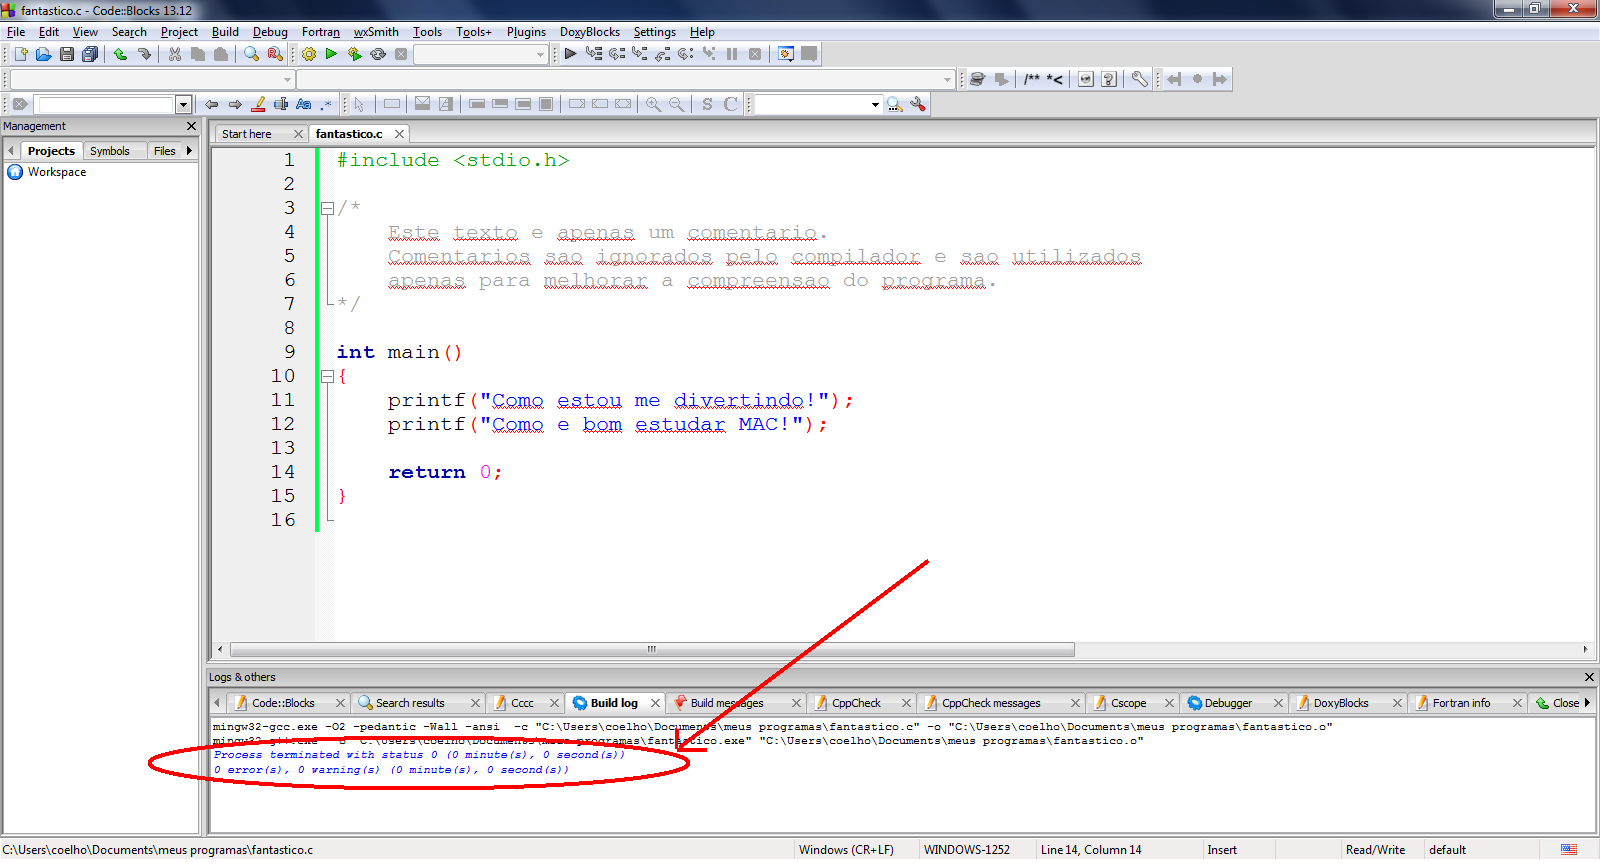 fantastico.c - Code::Blocks 13.12
File Edit View Search Project Build Debug Fortran wxSmith Tools Tools+ Plugins DoxyBlocks Settings Help
/** *<
Aa .*
S C
Management
Projects Symbols Files
Workspace
Start here fantastico.c
1 #include <stdio.h>
2
3 /*
4 Este texto e apenas um comentario.
5 Comentarios sao ignorados pelo compilador e sao utilizados
6 apenas para melhorar a compreensao do programa.
7 */
8
9 int main()
10 {
11 printf("Como estou me divertindo!");
12 printf("Como e bom estudar MAC!");
13
14 return 0;
15 }
16
Logs & others
Code::Blocks Search results Cccc Build log Build messages CppCheck CppCheck messages Cscope Debugger DoxyBlocks Fortran info Close
mingw32-gcc.exe -O2 -pedantic -Wall -ansi -c "C:\Users\coelho\Documents\meus programas\fantastico.c" -o "C:\Users\coelho\Documents\meus programas\fantastico.o"
mingw32-g++.exe -o "C:\Users\coelho\Documents\meus programas\fantastico.exe" "C:\Users\coelho\Documents\meus programas\fantastico.o"
Process terminated with status 0 (0 minute(s), 0 second(s))
0 error(s), 0 warning(s) (0 minute(s), 0 second(s))
C:\Users\coelho\Documents\meus programas\fantastico.c Windows (CR+LF) WINDOWS-1252 Line 14, Column 14 Insert Read/Write default